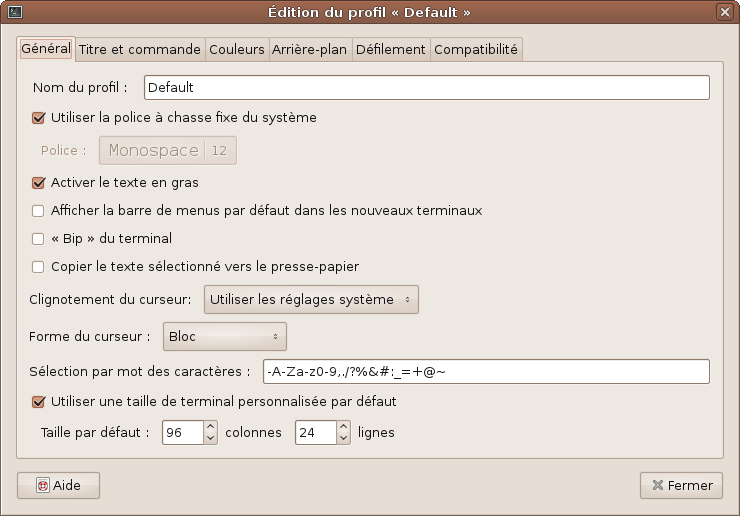 Édition du profil « Default »
Général Titre et commande Couleurs Arrière-plan Défilement Compatibilité
Nom du profil : Default
Utiliser la police à chasse fixe du système
Police : Monospace 12
Activer le texte en gras
Afficher la barre de menus par défaut dans les nouveaux terminaux
« Bip » du terminal
Copier le texte sélectionné vers le presse-papier
Clignotement du curseur: Utiliser les réglages système
Forme du curseur : Bloc
Sélection par mot des caractères : -A-Za-z0-9,./?%&#:_=+@~
Utiliser une taille de terminal personnalisée par défaut
Taille par défaut : 96 colonnes 24 lignes
Aide Fermer